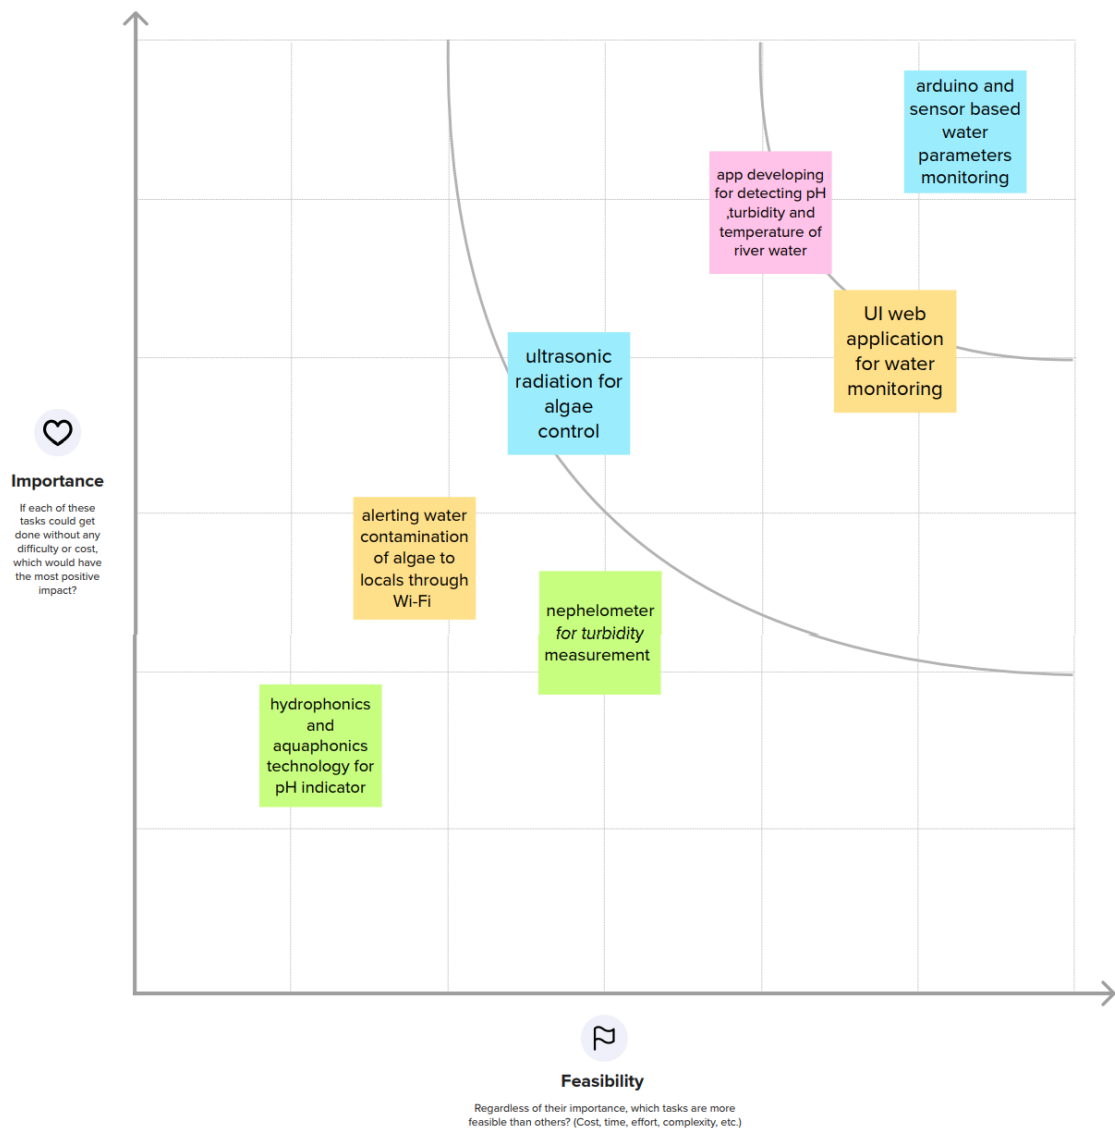 arduino and
sensor based
water
parameters
monitoring
app developing
for detecting pH
,turbidity and
temperature of
river water
UI web
application
for water
monitoring
ultrasonic
radiation for
algae
control
Importance
If each of these
tasks could get
done without any
difficulty or cost,
which would have
the most positive
impact?
alerting water
contamination
of algae to
locals through
Wi-Fi
nephelometer
for turbidity
measurement
hydrophonics
and
aquaphonics
technology for
pH indicator
Feasibility
Regardless of their importance, which tasks are more
feasible than others? (Cost, time, effort, complexity, etc.)